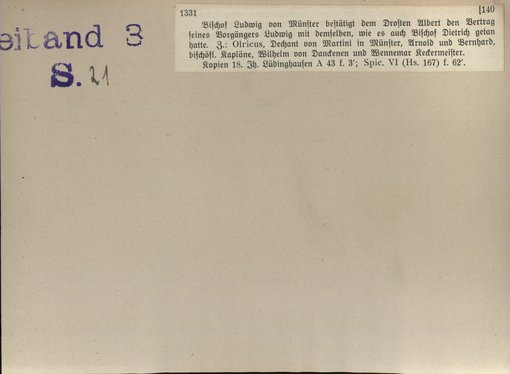 eiband 3
S. 21
1331 [140
Bischof Ludwig von Münster bestätigt dem Drosten Albert den Vertrag
seines Vorgängers Ludwig mit demselben, wie es auch Bischof Dietrich getan
hatte. Z.: Olricus, Dechant von Martini in Münster, Arnold und Bernhard,
bischöfl. Kapläne, Wilhelm von Danckenen und Wennemar Keckermeister.
Kopien 18. Jh. Lüdinghausen A 43 f. 3'; Spic. VI (Hs. 167) f. 62'.